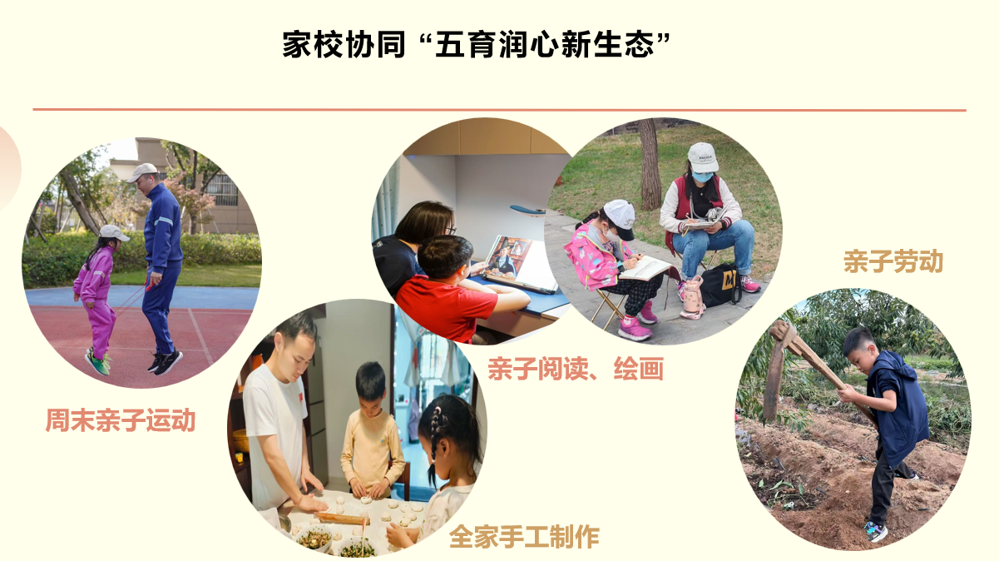 家校协同 “五育润心新生态”
亲子劳动
亲子阅读、绘画
周末亲子运动
全家手工制作